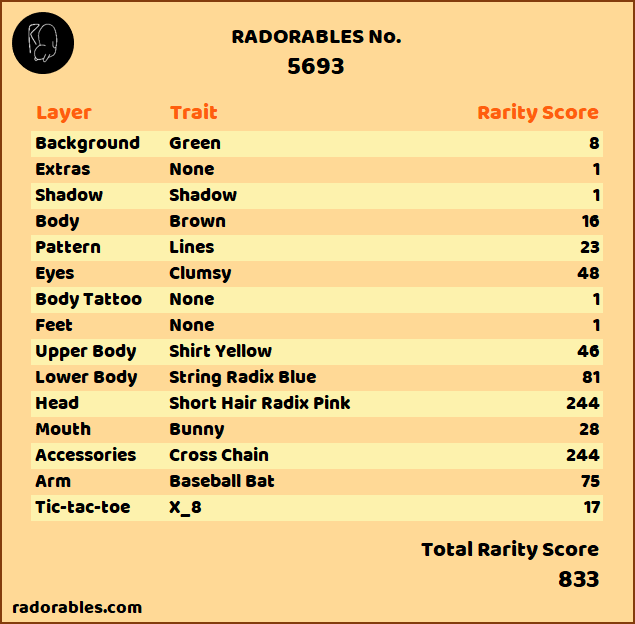 RADORABLES No.
5693
Layer Trait Rarity Score
Background Green 8
Extras None 1
Shadow Shadow 1
Body Brown 16
Pattern Lines 23
Eyes Clumsy 48
Body Tattoo None 1
Feet None 1
Upper Body Shirt Yellow 46
Lower Body String Radix Blue 81
Head Short Hair Radix Pink 244
Mouth Bunny 28
Accessories Cross Chain 244
Arm Baseball Bat 75
Tic-tac-toe X_8 17
Total Rarity Score
833
radorables.com